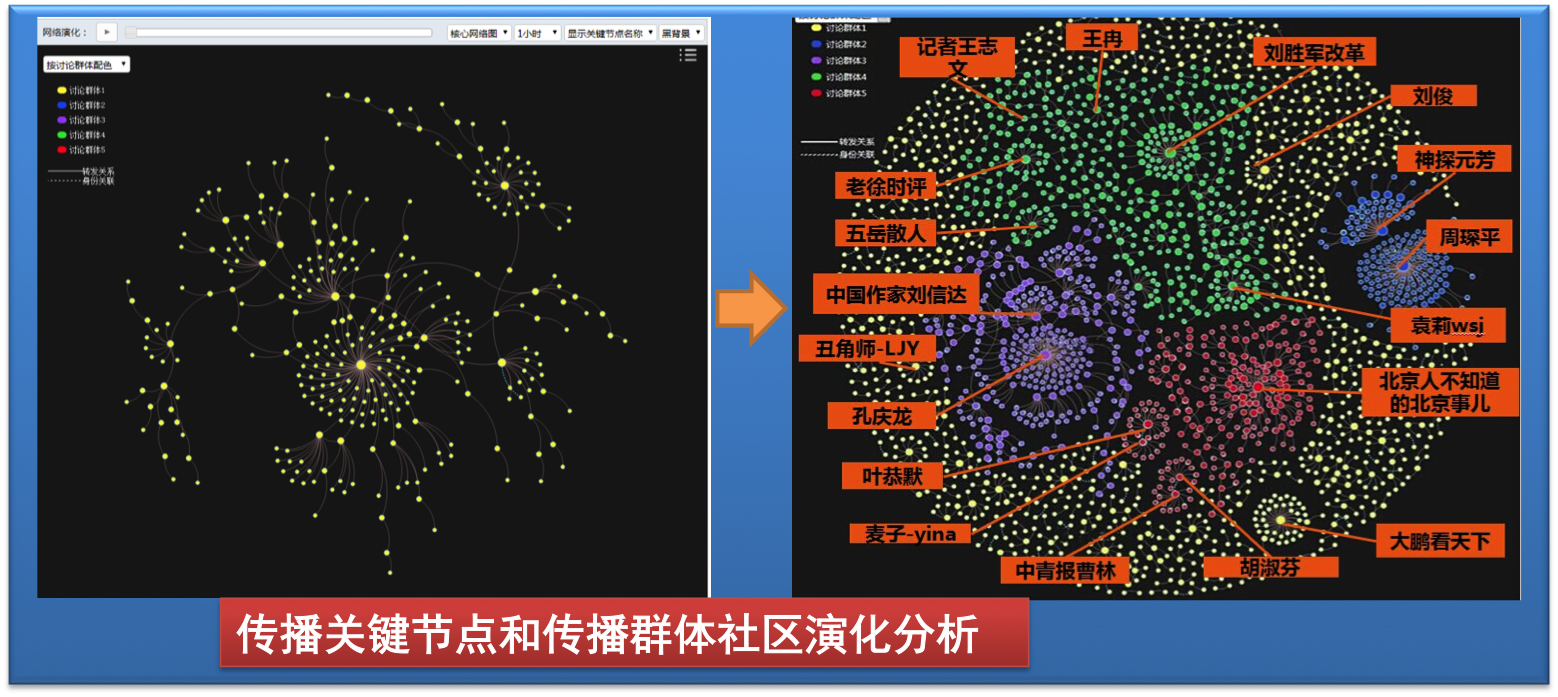 网络演化：
核心网络图
1小时
显示关键节点名称
黑背景
按讨论群体配色
讨论群体1
讨论群体2
讨论群体3
讨论群体4
讨论群体5
转发关系
身份关联
讨论群体1
讨论群体2
讨论群体3
讨论群体4
讨论群体5
转发关系
身份关联
记者王志
文
王冉
刘胜军改革
刘俊
神探元芳
老徐时评
五岳散人
周琛平
中国作家刘信达
袁莉wsj
丑角师-LJY
北京人不知道
的北京事儿
孔庆龙
叶恭默
麦子-yina
中青报曹林
胡淑芬
大鹏看天下
传播关键节点和传播群体社区演化分析